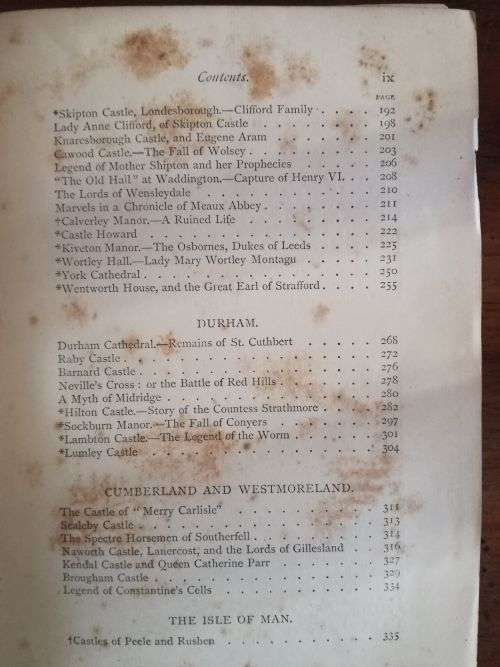 Contents. ix
PAGE
*Skipton Castle, Londesborough.—Clifford Family . . . . 192
Lady Anne Clifford, of Skipton Castle . . . . . . . 198
Knaresborough Castle, and Eugene Aram . . . . . . 201
Cawood Castle.—The Fall of Wolsey . . . . . . . 203
Legend of Mother Shipton and her Prophecies . . . . . 206
"The Old Hall" at Waddington.—Capture of Henry VI. . . . 208
The Lords of Wensleydale . . . . . . . . . 210
Marvels in a Chronicle of Meaux Abbey . . . . . . . 211
†Calverley Manor.—A Ruined Life . . . . . . . 214
*Castle Howard . . . . . . . . . . . 222
*Kiveton Manor.—The Osbornes, Dukes of Leeds . . . . 225
*Wortley Hall.—Lady Mary Wortley Montagu . . . . . 231
*York Cathedral . . . . . . . . . . . 250
*Wentworth House, and the Great Earl of Strafford . . . . 255
DURHAM.
Durham Cathedral.—Remains of St. Cuthbert . . . . . 268
Raby Castle . . . . . . . . . . . . 272
Barnard Castle . . . . . . . . . . . 276
Neville's Cross: or the Battle of Red Hills . . . . . . 278
A Myth of Midridge . . . . . . . . . . 280
*Hilton Castle.—Story of the Countess Strathmore . . . . 282
*Sockburn Manor.—The Fall of Conyers . . . . . . 297
*Lambton Castle.—The Legend of the Worm . . . . . 301
*Lumley Castle . . . . . . . . . . . 304
CUMBERLAND AND WESTMORELAND.
The Castle of "Merry Carlisle" . . . . . . . . 311
Scaleby Castle . . . . . . . . . . . 313
The Spectre Horsemen of Southerfell . . . . . . . 314
Naworth Castle, Lanercost, and the Lords of Gillesland . . 316
Kendal Castle and Queen Catherine Parr . . . . . . 327
Brougham Castle . . . . . . . . . . . 329
Legend of Constantine's Cells . . . . . . . . 334
THE ISLE OF MAN.
†Castles of Peele and Rushen . . . . . . . . 335